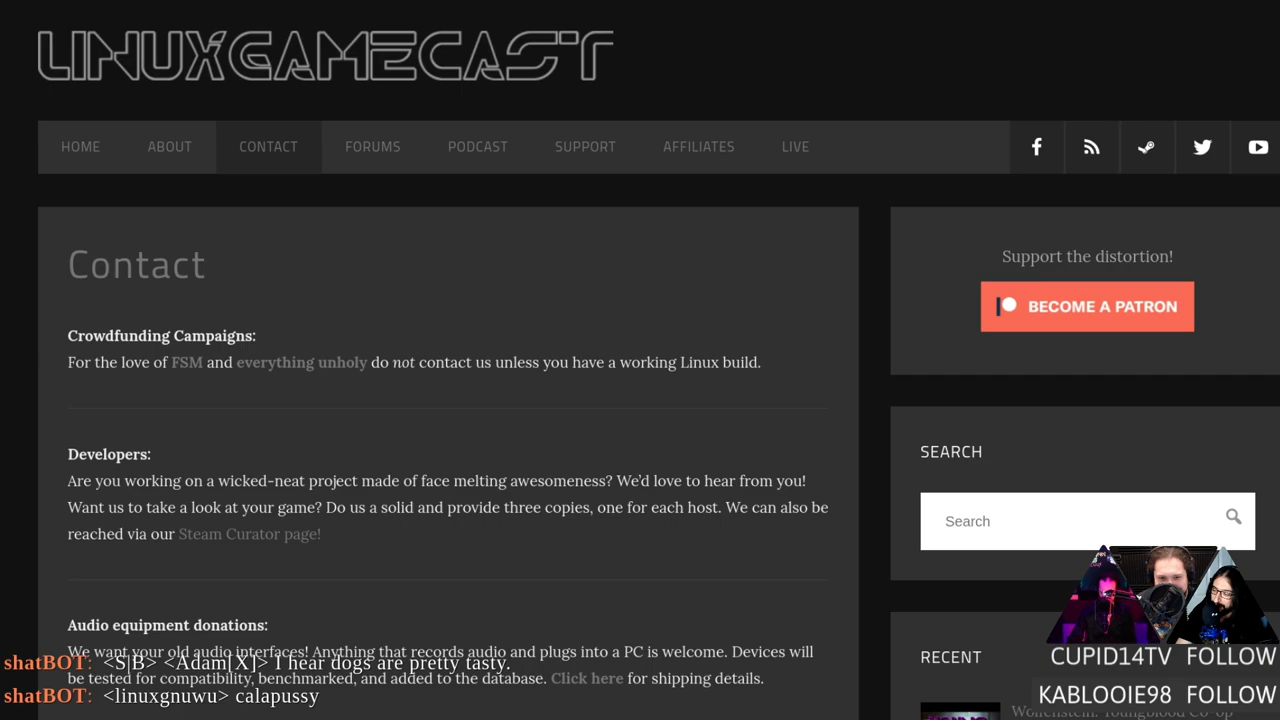 LINUXGAMECAST
HOME ABOUT CONTACT FORUMS PODCAST SUPPORT AFFILIATES LIVE
Contact
Crowdfunding Campaigns:
For the love of FSM and everything unholy do not contact us unless you have a working Linux build.
Developers:
Are you working on a wicked-neat project made of face melting awesomeness? We’d love to hear from you!
Want us to take a look at your game? Do us a solid and provide three copies, one for each host. We can also be
reached via our Steam Curator page!
Audio equipment donations:
We want your old audio interfaces! Anything that records audio and plugs into a PC is welcome. Devices will
be tested for compatibility, benchmarked, and added to the database. Click here for shipping details.
shatBOT: <S|B> <Adam[X]> I hear dogs are pretty tasty.
shatBOT: <linuxgnuwu> calapussy
Support the distortion!
BECOME A PATRON
SEARCH
Search
RECENT
Wolfenstein: Youngblood Co-op
CUPID14TV FOLLOW
KABLOOIE98 FOLLOW